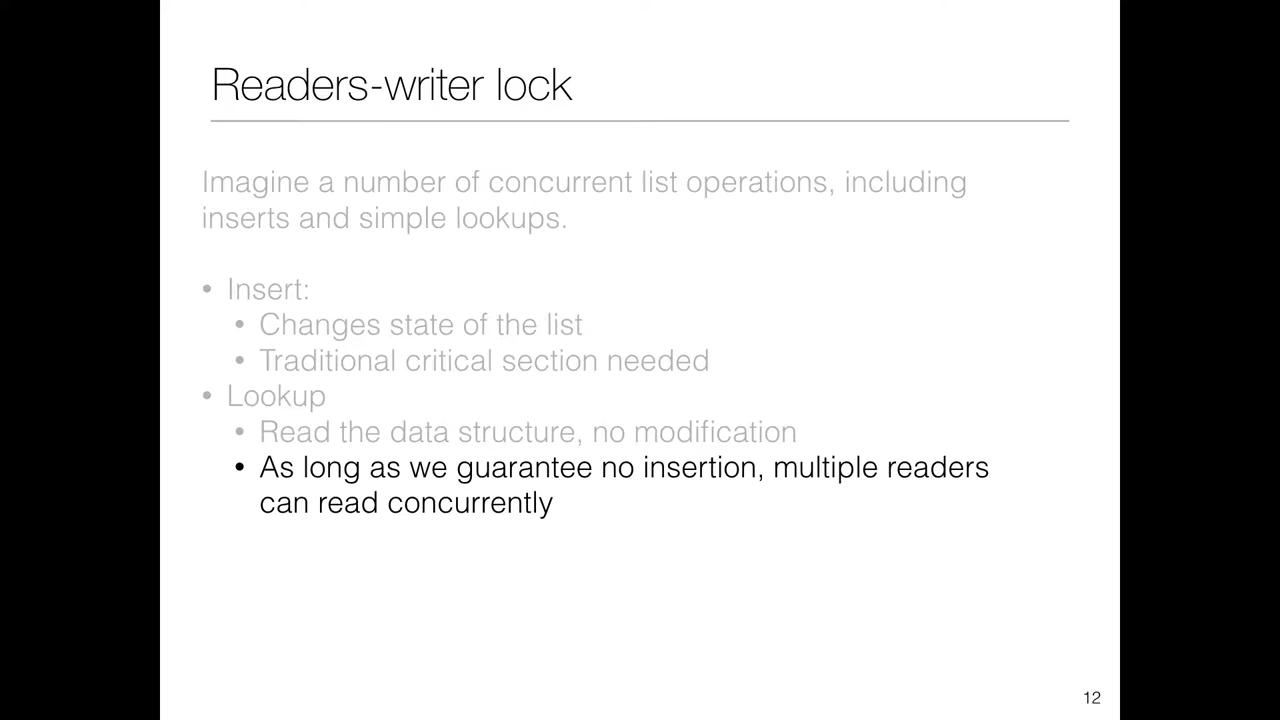 Readers-writer lock
Imagine a number of concurrent list operations, including
inserts and simple lookups.
• Insert:
• Changes state of the list
• Traditional critical section needed
• Lookup
• Read the data structure, no modification
• As long as we guarantee no insertion, multiple readers
can read concurrently
12